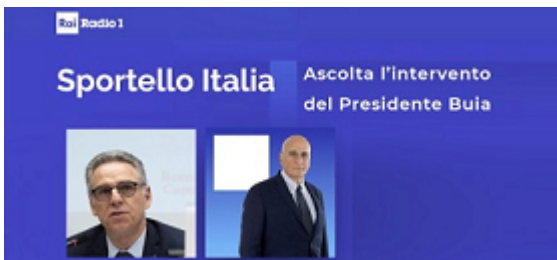 Rai Radio 1
Sportello Italia
Ascolta l'intervento
del Presidente Buia